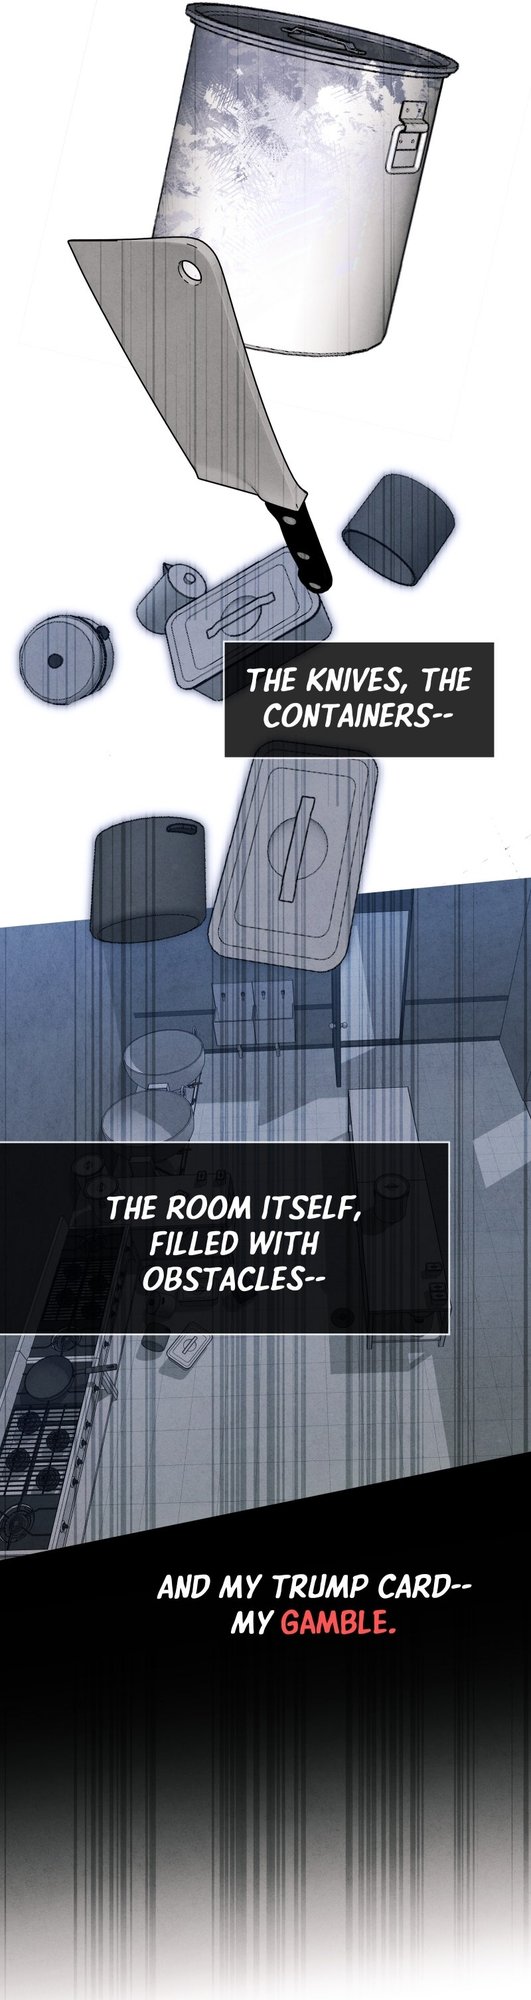 THE KNIVES, THE
CONTAINERS--
THE ROOM ITSELF,
FILLED WITH
OBSTACLES--
AND MY TRUMP CARD--
MY GAMBLE.